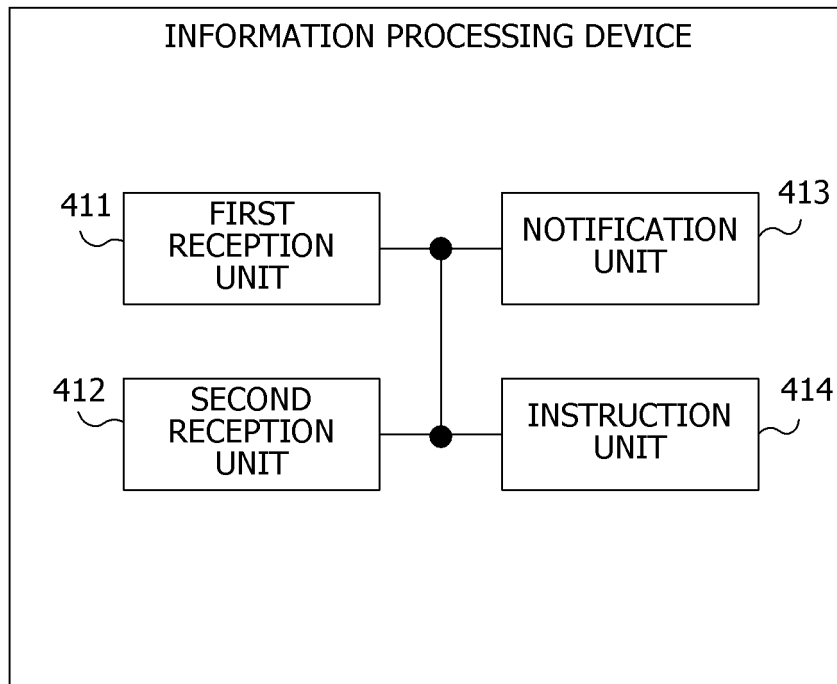 INFORMATION PROCESSING DEVICE
411
FIRST
RECEPTION
UNIT
413
NOTIFICATION
UNIT
412
SECOND
RECEPTION
UNIT
414
INSTRUCTION
UNIT